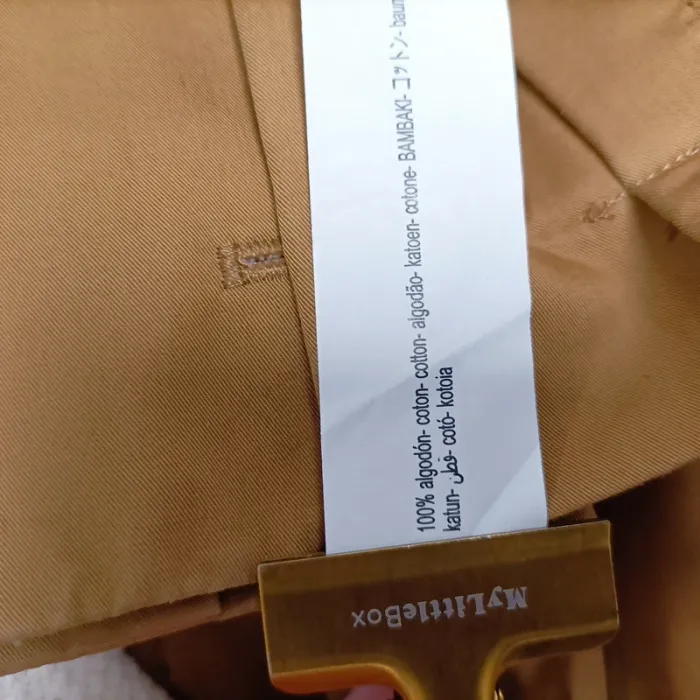 100% algodón- coton- cotton- algodão- katoen- cotone- BAMBAKI- コットン- baum
katun- قطن- cotó- kotoia
MyLittleBox